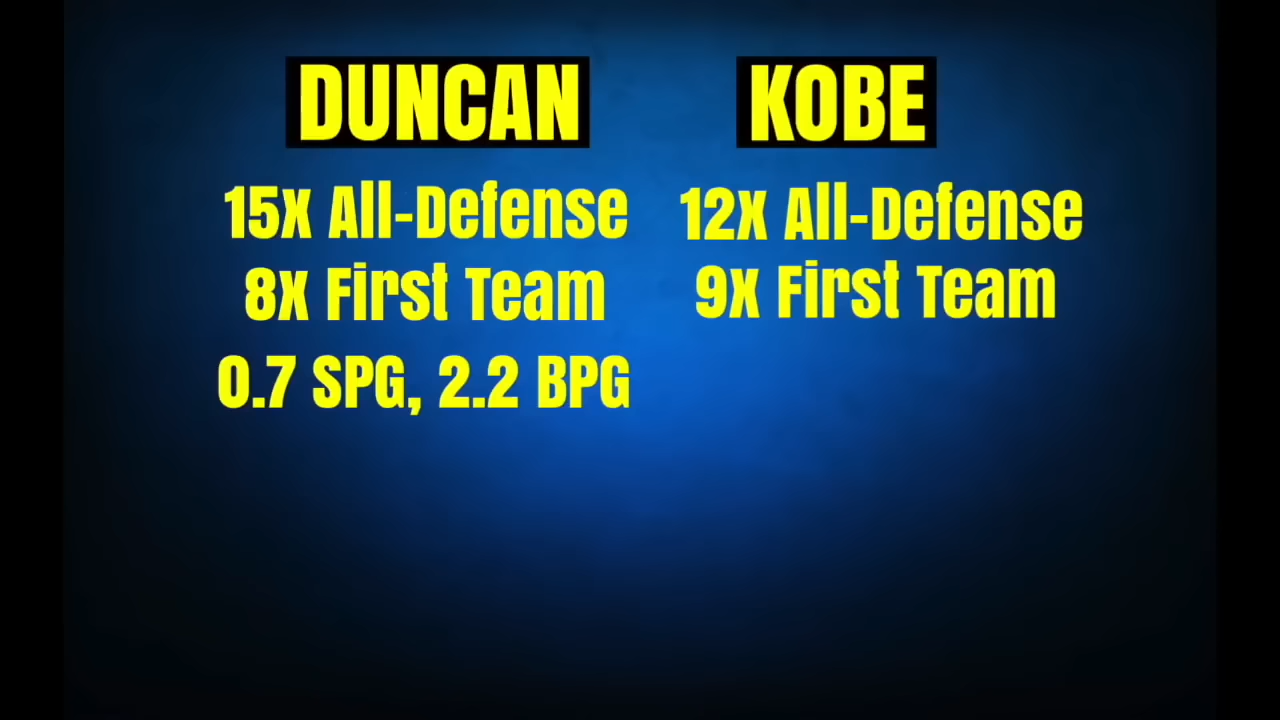 DUNCAN
15x All-Defense
8x First Team
0.7 SPG, 2.2 BPG
KOBE
12x All-Defense
9x First Team